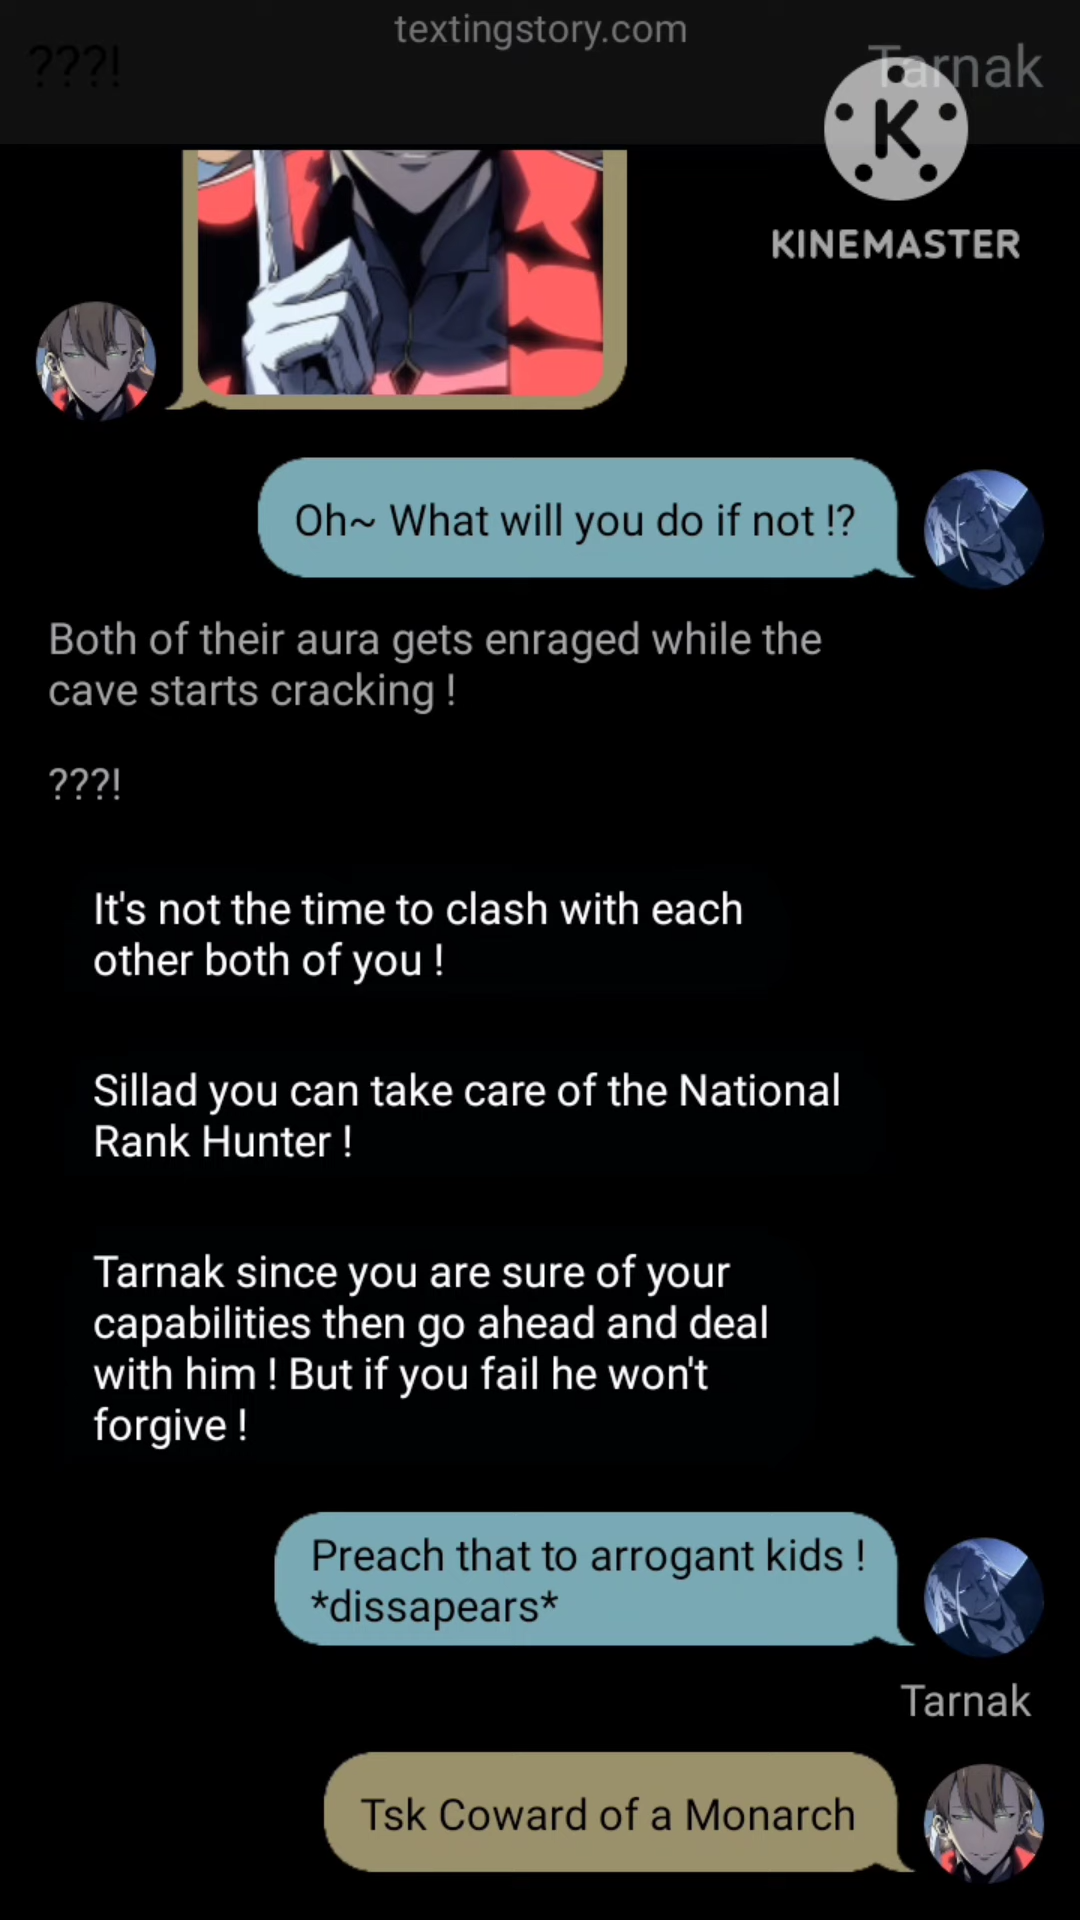 textingstory.com
???!
Tarnak
K
KINEMASTER
Oh~ What will you do if not !?
Both of their aura gets enraged while the
cave starts cracking !
???!
It's not the time to clash with each
other both of you !
Sillad you can take care of the National
Rank Hunter !
Tarnak since you are sure of your
capabilities then go ahead and deal
with him ! But if you fail he won't
forgive !
Preach that to arrogant kids !
*dissapears*
Tarnak
Tsk Coward of a Monarch